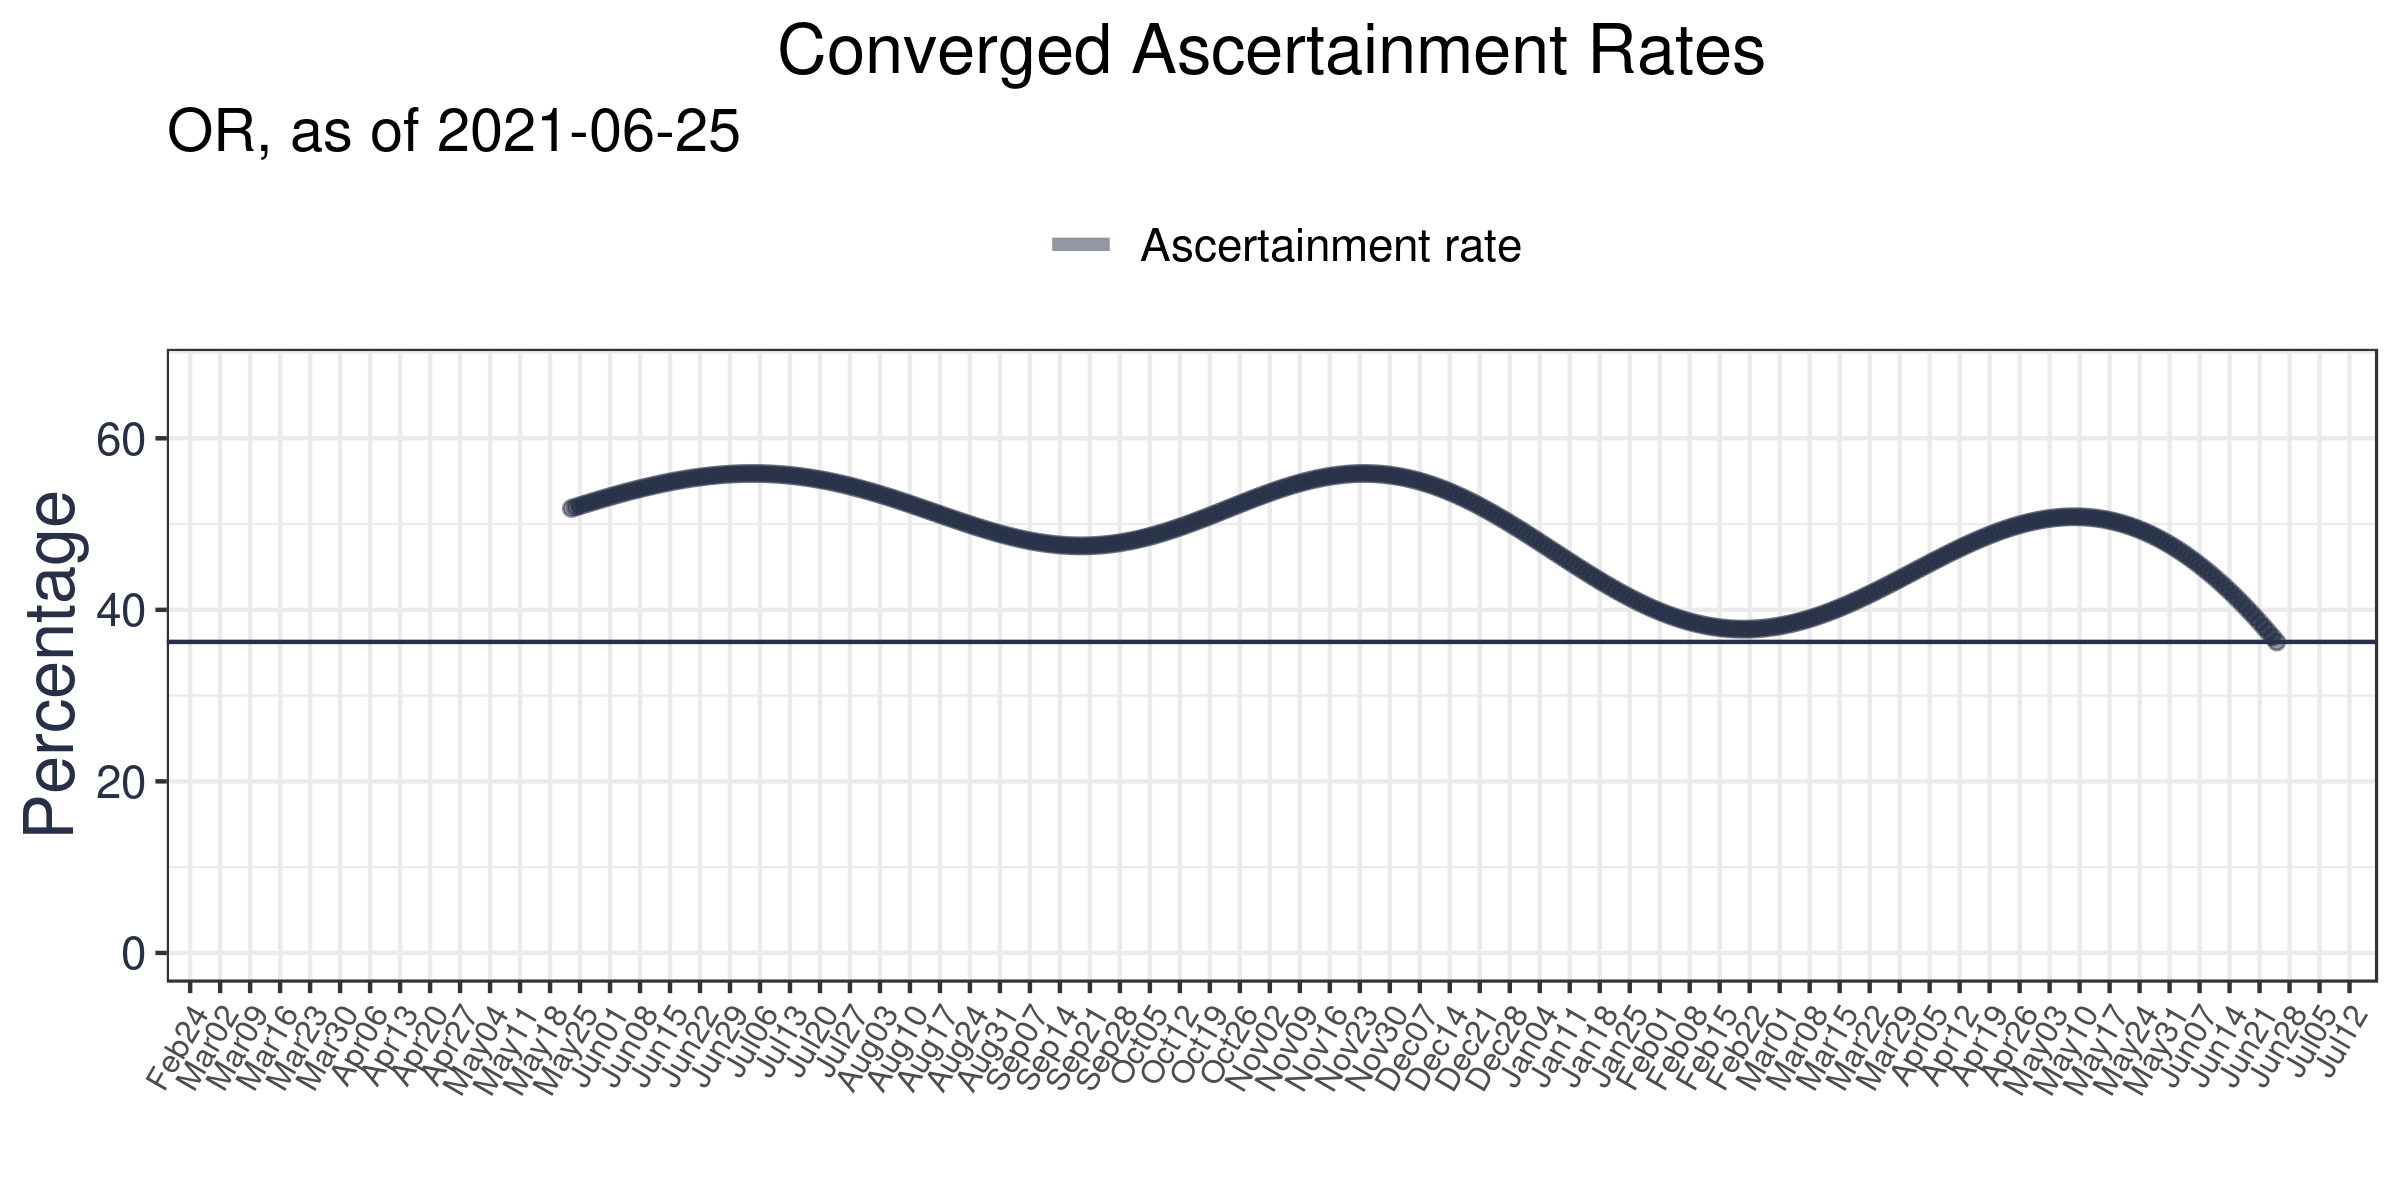 Converged Ascertainment Rates
OR, as of 2021-06-25
Ascertainment rate
Percentage
60
40
20
0
Feb24 Mar02 Mar09 Mar16 Mar23 Mar30 Apr06 Apr13 Apr20 Apr27 May04 May11 May18 May25 Jun01 Jun08 Jun15 Jun22 Jun29 Jul06 Jul13 Jul20 Jul27 Aug03 Aug10 Aug17 Aug24 Aug31 Sep07 Sep14 Sep21 Sep28 Oct05 Oct12 Oct19 Oct26 Nov02 Nov09 Nov16 Nov23 Nov30 Dec07 Dec14 Dec21 Dec28 Jan04 Jan11 Jan18 Jan25 Feb01 Feb08 Feb15 Feb22 Mar01 Mar08 Mar15 Mar22 Mar29 Apr05 Apr12 Apr19 Apr26 May03 May10 May17 May24 May31 Jun07 Jun14 Jun21 Jun28 Jul05 Jul12